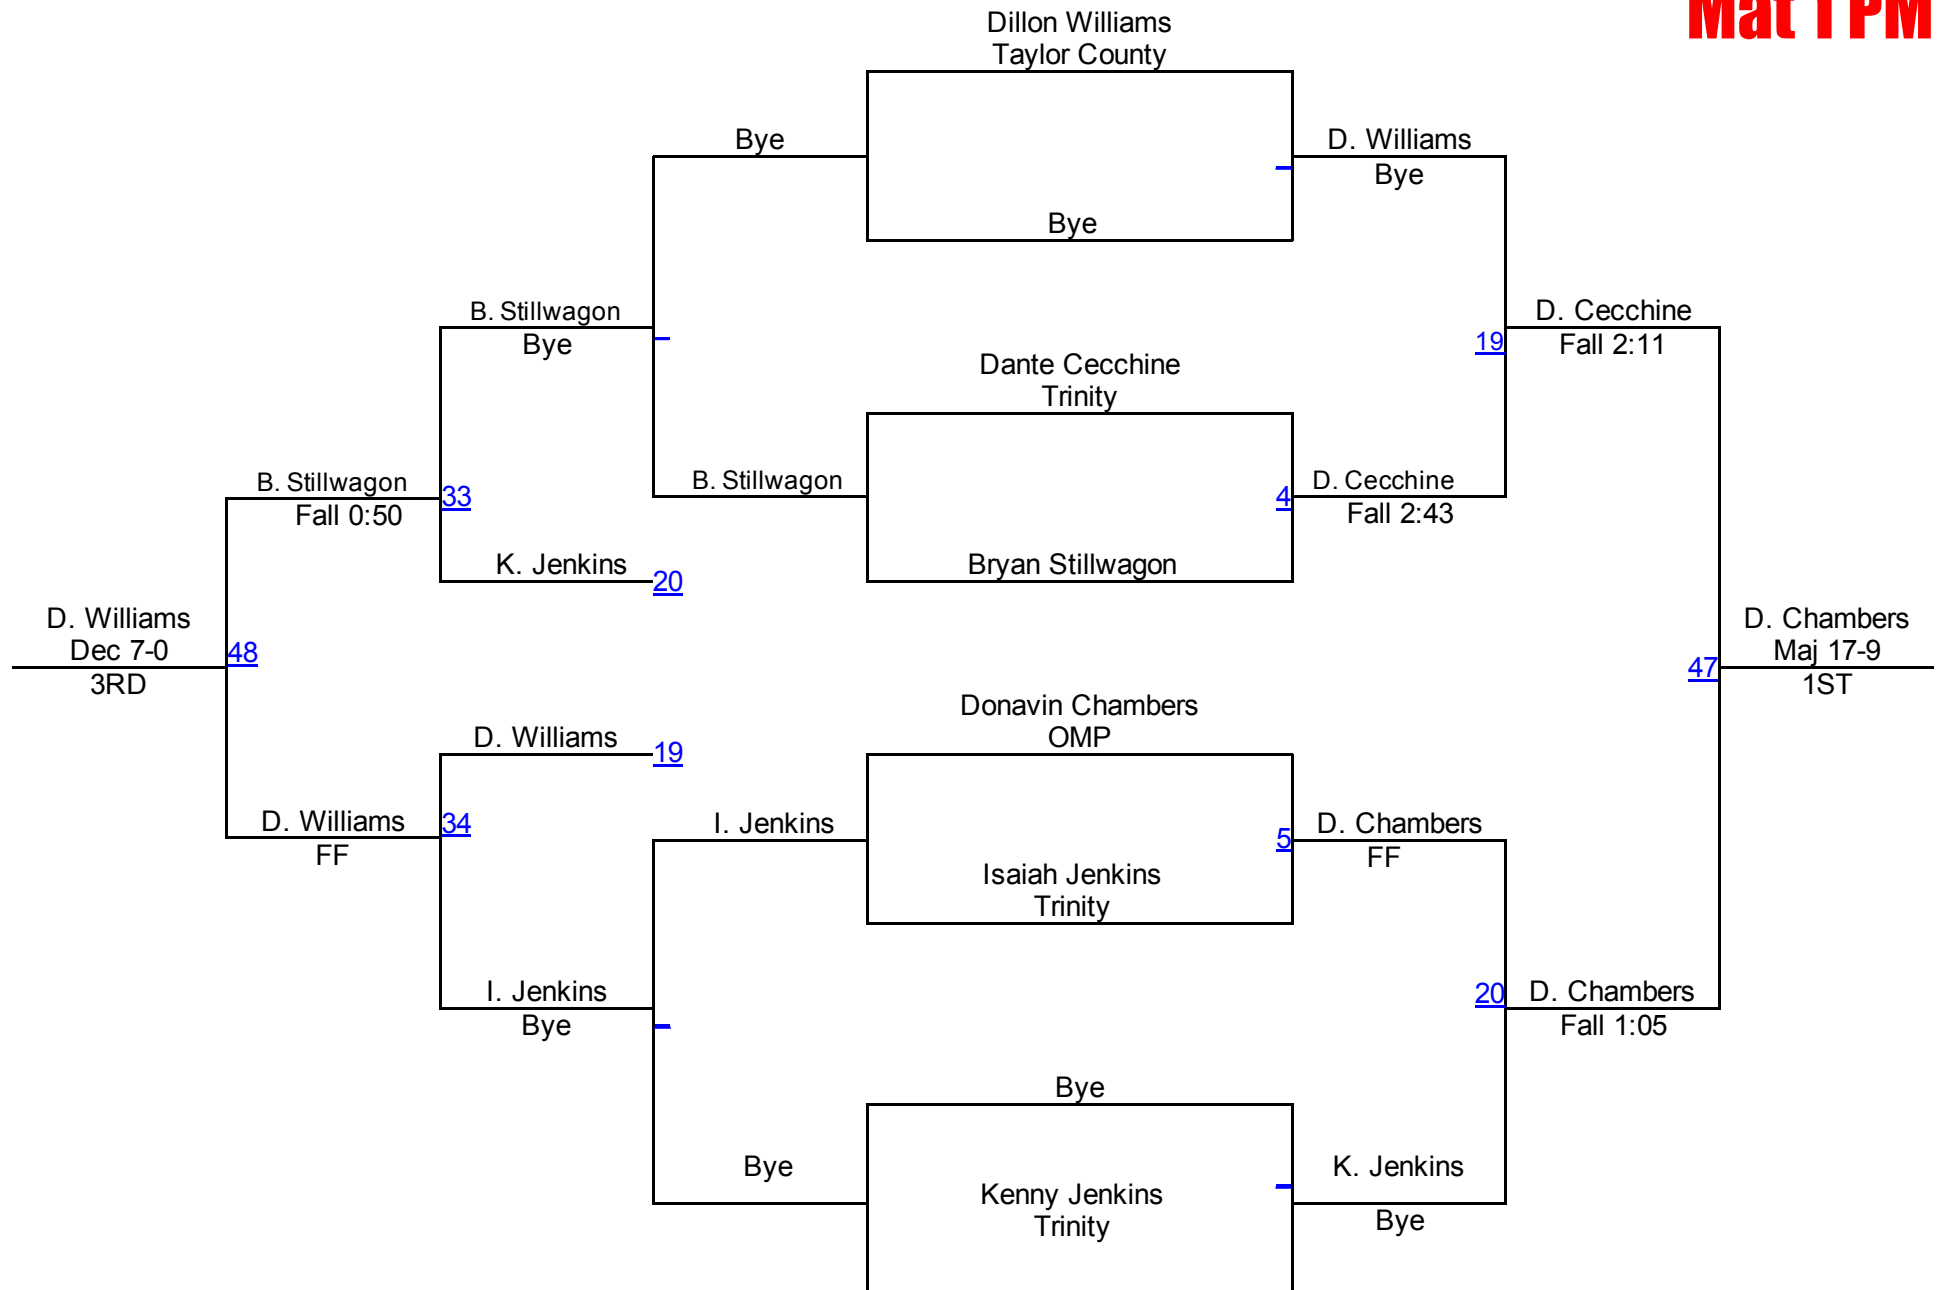 Mat 1 PM
Dillon Williams
Taylor County
Bye
D. Williams
Bye
Bye
B. Stillwagon
Bye
D. Cecchine
19
Fall 2:11
Dante Cecchine
Trinity
B. Stillwagon
Fall 0:50
33
B. Stillwagon
4
D. Cecchine
Fall 2:43
K. Jenkins
20
Bryan Stillwagon
D. Williams
Dec 7-0
48
3RD
D. Chambers
Maj 17-9
47
1ST
Donavin Chambers
OMP
D. Williams
19
D. Williams
34
FF
I. Jenkins
5
D. Chambers
FF
Isaiah Jenkins
Trinity
I. Jenkins
Bye
20
D. Chambers
Fall 1:05
Bye
Bye
K. Jenkins
Kenny Jenkins
Trinity
Bye